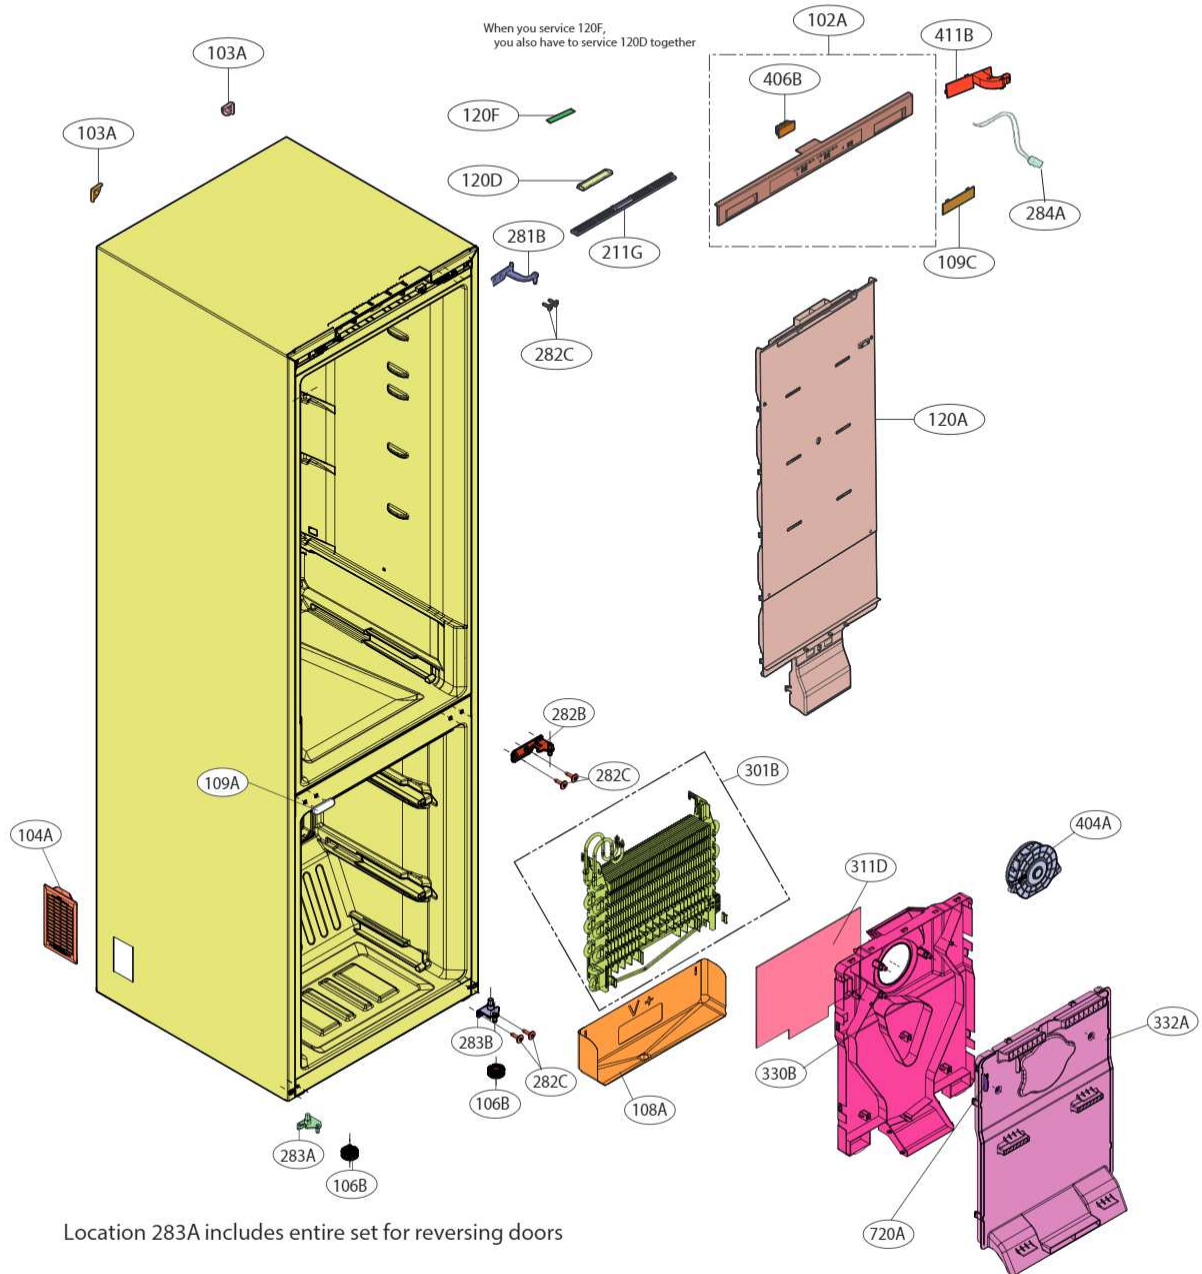 When you service 120F,
you also have to service 120D together
102A
411B
103A
406B
120F
103A
120D
284A
281B
211G
109C
282C
120A
282B
301B
282C
109A
104A
404A
311D
283B
282C
330B
332A
106B
108A
283A
106B
720A
Location 283A includes entire set for reversing doors